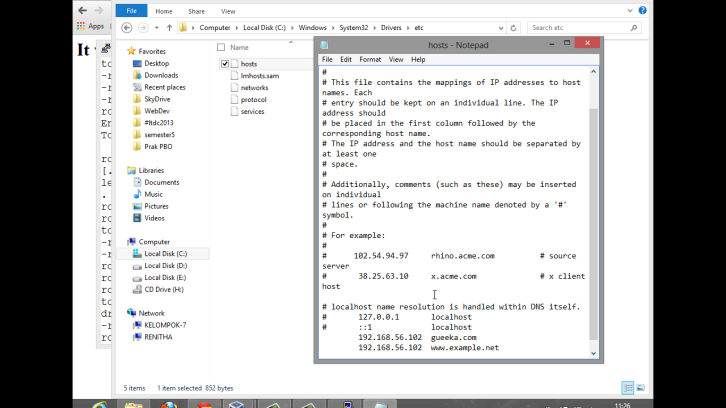 File Home Share View
Computer Local Disk (C:) Windows System32 Drivers etc
Search etc
Apps
Favorites
Desktop
Downloads
Recent places
SkyDrive
WebDev
#ltdc2013
semester5
Prak PBO
Libraries
Documents
Music
Pictures
Videos
Computer
Local Disk (C:)
Local Disk (D:)
Local Disk (E:)
CD Drive (H:)
Network
KELOMPOK-7
RENITHA
Name
hosts
lmhosts.sam
networks
protocol
services
5 items 1 item selected 852 bytes
hosts - Notepad
File Edit Format View Help
#
# This file contains the mappings of IP addresses to host
names. Each
# entry should be kept on an individual line. The IP
address should
# be placed in the first column followed by the
corresponding host name.
# The IP address and the host name should be separated by
at least one
# space.
#
# Additionally, comments (such as these) may be inserted
on individual
# lines or following the machine name denoted by a '#'
symbol.
#
# For example:
#
# 102.54.94.97 rhino.acme.com # source
server
# 38.25.63.10 x.acme.com # x client
host
# localhost name resolution is handled within DNS itself.
# 127.0.0.1 localhost
# ::1 localhost
192.168.56.102 gueeka.com
192.168.56.102 www.example.net
11:26